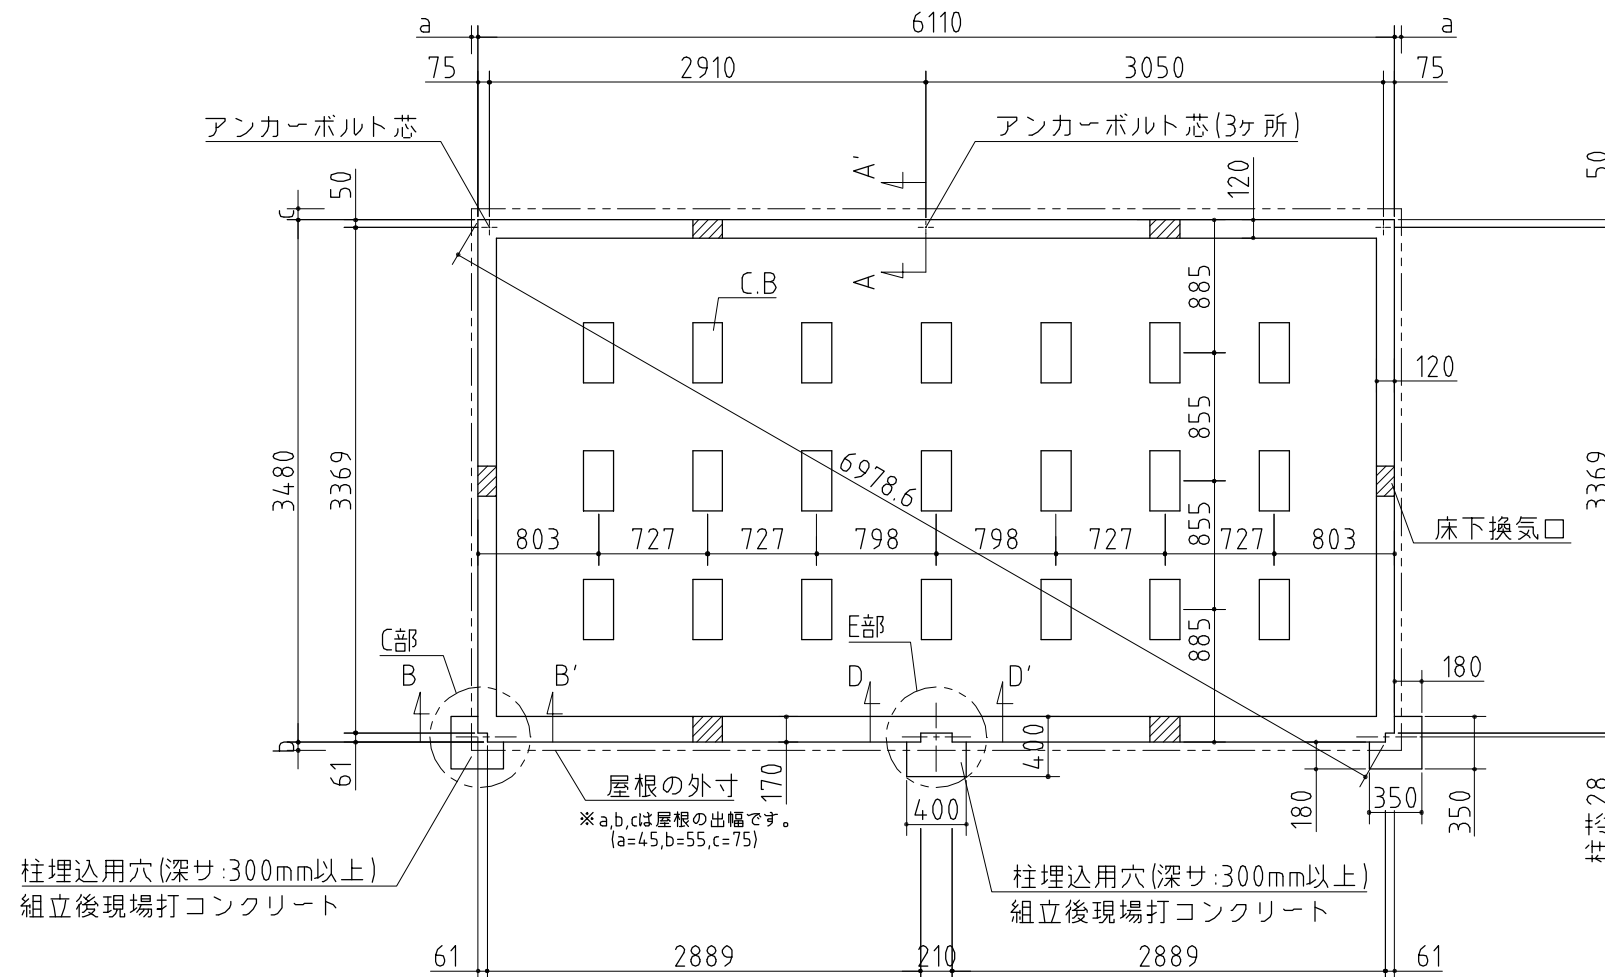 a
6110
a
75
2910
3050
75
アンカーボルト芯
アンカーボルト芯(3ヶ所)
50
A'
120
50
c
A
C.B
885
120
855
3480
3369
6978.6
3369
床下換気口
803
727
727
798
798
727
727
803
855
C部
E部
885
B
B'
D
D'
180
b
61
屋根の外寸
※a,b,cは屋根の出幅です。
(a=45,b=55,c=75)
170
400
400
180
350
350
柱埋込用穴(深サ:300mm以上)
組立後現場打コンクリート
柱埋込用穴(深サ:300mm以上)
組立後現場打コンクリート
61
2889
210
2889
61